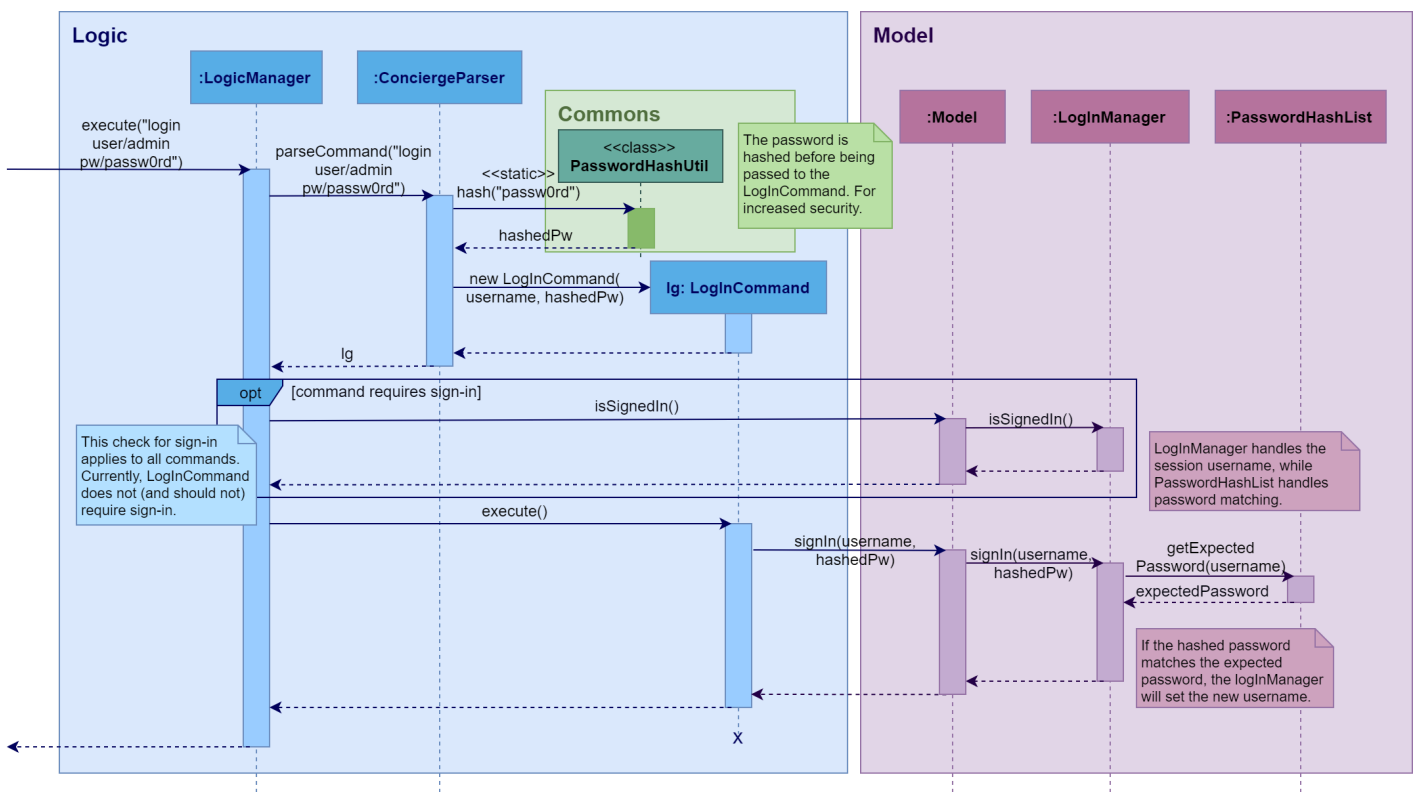 Logic
Model
:LogicManager
:ConciergeParser
Commons
<<class>>
PasswordHashUtil
The password is
hashed before being
passed to the
LogInCommand. For
increased security.
:Model
:LogInManager
:PasswordHashList
execute("login
user/admin
pw/passw0rd")
parseCommand("login
user/admin
pw/passw0rd")
<<static>>
hash("passw0rd")
hashedPw
new LogInCommand(
username, hashedPw)
lg: LogInCommand
lg
opt
[command requires sign-in]
isSignedIn()
isSignedIn()
This check for sign-in
applies to all commands.
Currently, LogInCommand
does not (and should not)
require sign-in.
LogInManager handles the
session username, while
PasswordHashList handles
password matching.
execute()
signIn(username,
hashedPw)
signIn(username,
hashedPw)
getExpected
Password(username)
expectedPassword
If the hashed password
matches the expected
password, the logInManager
will set the new username.
X